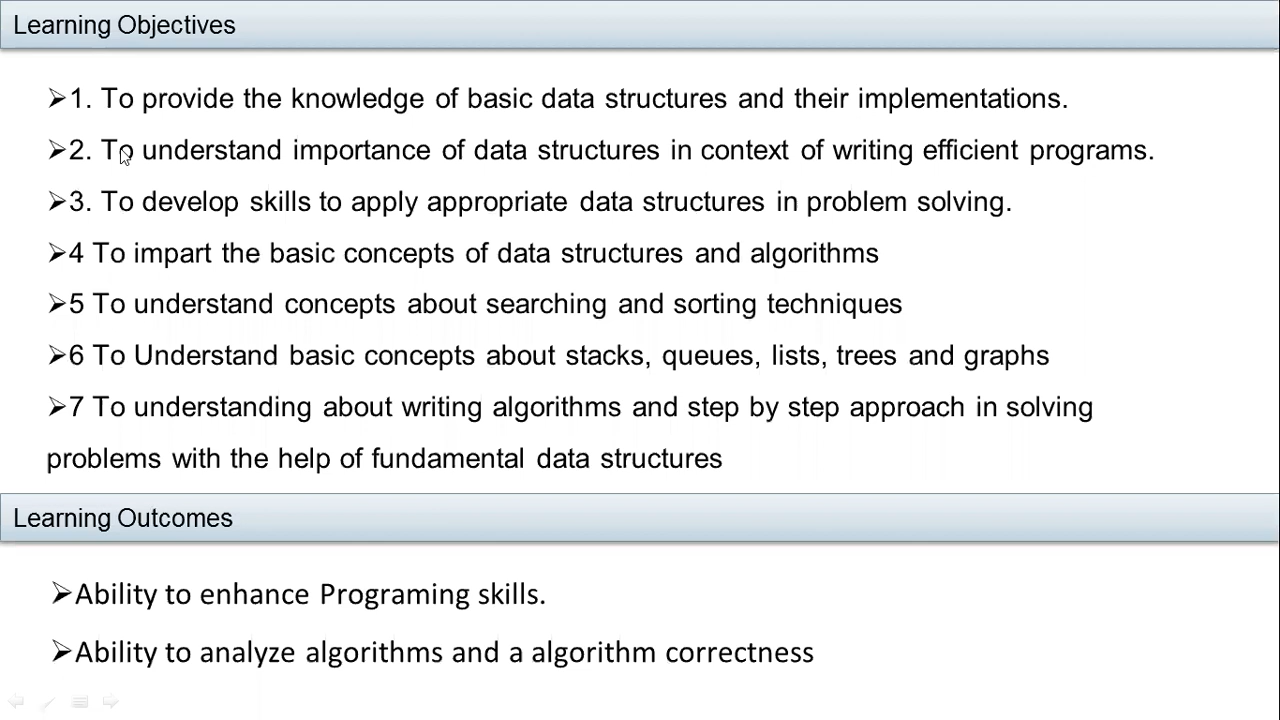 Learning Objectives
➢1. To provide the knowledge of basic data structures and their implementations.
➢2. To understand importance of data structures in context of writing efficient programs.
➢3. To develop skills to apply appropriate data structures in problem solving.
➢4 To impart the basic concepts of data structures and algorithms
➢5 To understand concepts about searching and sorting techniques
➢6 To Understand basic concepts about stacks, queues, lists, trees and graphs
➢7 To understanding about writing algorithms and step by step approach in solving
problems with the help of fundamental data structures
Learning Outcomes
➢Ability to enhance Programing skills.
➢Ability to analyze algorithms and a algorithm correctness